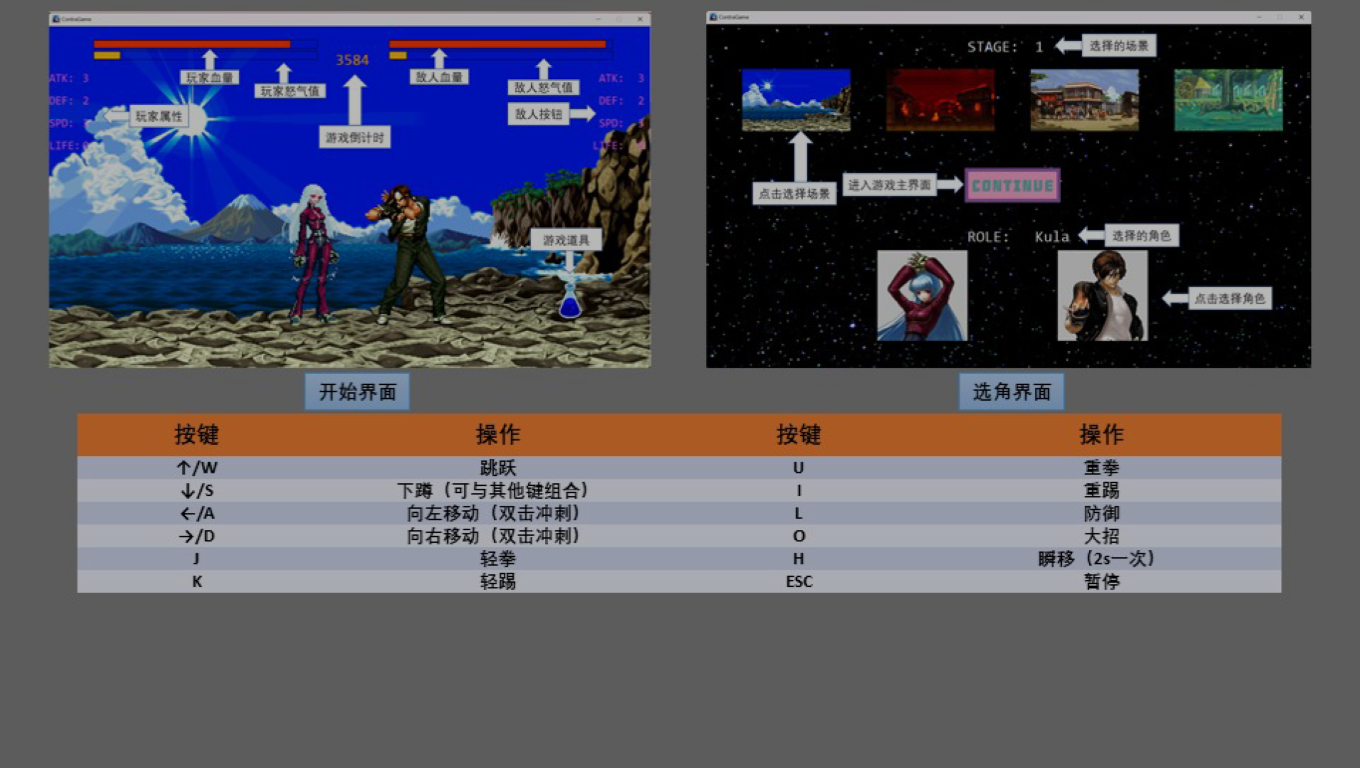 ContraGame
3584
玩家血量
敌人血量
玩家怒气值
敌人怒气值
ATK: 3
DEF: 2
SPD:
LIFE:
玩家属性
游戏倒计时
敌人按钮
ATK: 3
DEF: 2
SPD:
LIFE:
游戏道具
开始界面
ContraGame
STAGE: 1
选择的场景
点击选择场景
进入游戏主界面
CONTINUE
ROLE: Kula
选择的角色
点击选择角色
选角界面
按键 操作 按键 操作
↑/W 跳跃 U 重拳
↓/S 下蹲（可与其他键组合） I 重踢
←/A 向左移动（双击冲刺） L 防御
→/D 向右移动（双击冲刺） O 大招
J 轻拳 H 瞬移（2s一次）
K 轻踢 ESC 暂停